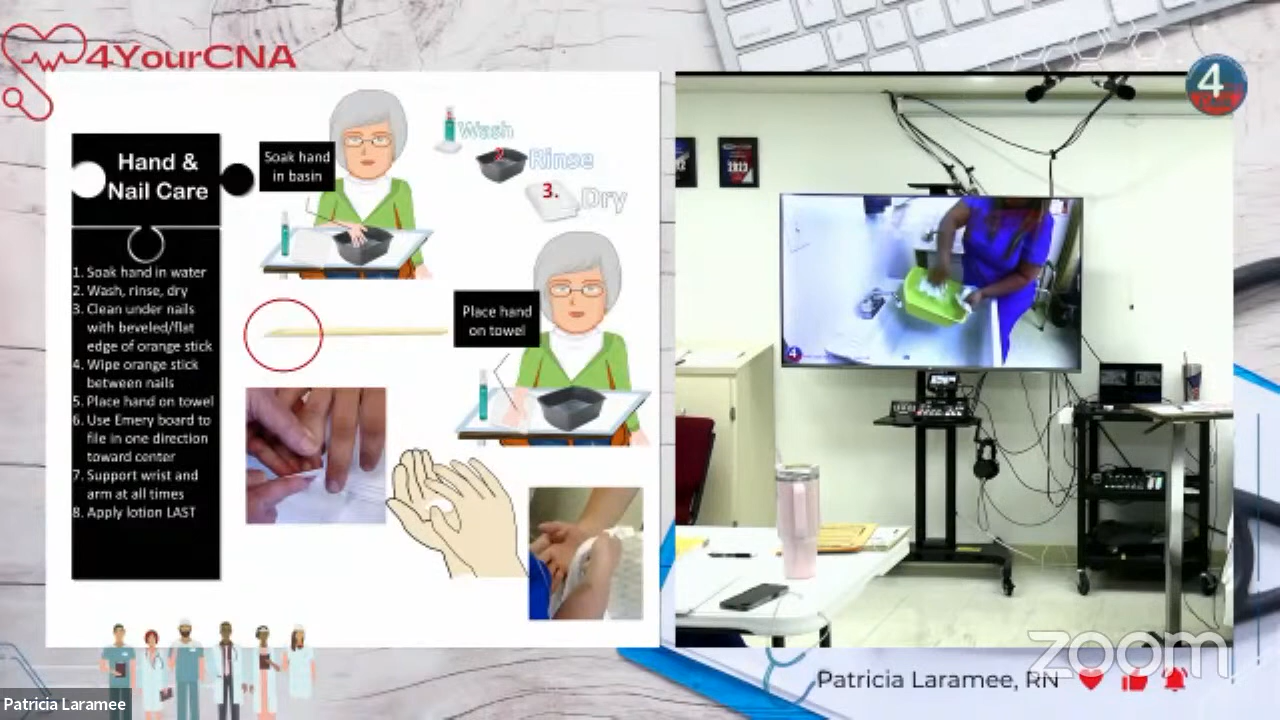 4YourCNA
Hand &
Nail Care
Soak hand
in basin
Wash
2.
Rinse
3.
Dry
1. Soak hand in water
2. Wash, rinse, dry
3. Clean under nails
with beveled/flat
edge of orange stick
4. Wipe orange stick
between nails
5. Place hand on towel
6. Use Emery board to
file in one direction
toward center
7. Support wrist and
arm at all times
8. Apply lotion LAST
Place hand
on towel
4
2023
4
zoom
Patricia Laramee, RN
Patricia Laramee